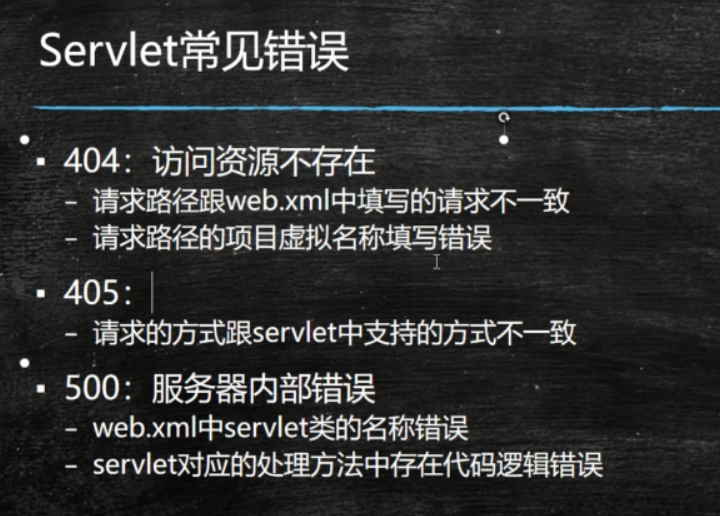 Servlet常见错误
404：访问资源不存在
– 请求路径跟web.xml中填写的请求不一致
– 请求路径的项目虚拟名称填写错误
405：
– 请求的方式跟servlet中支持的方式不一致
500：服务器内部错误
– web.xml中servlet类的名称错误
– servlet对应的处理方法中存在代码逻辑错误